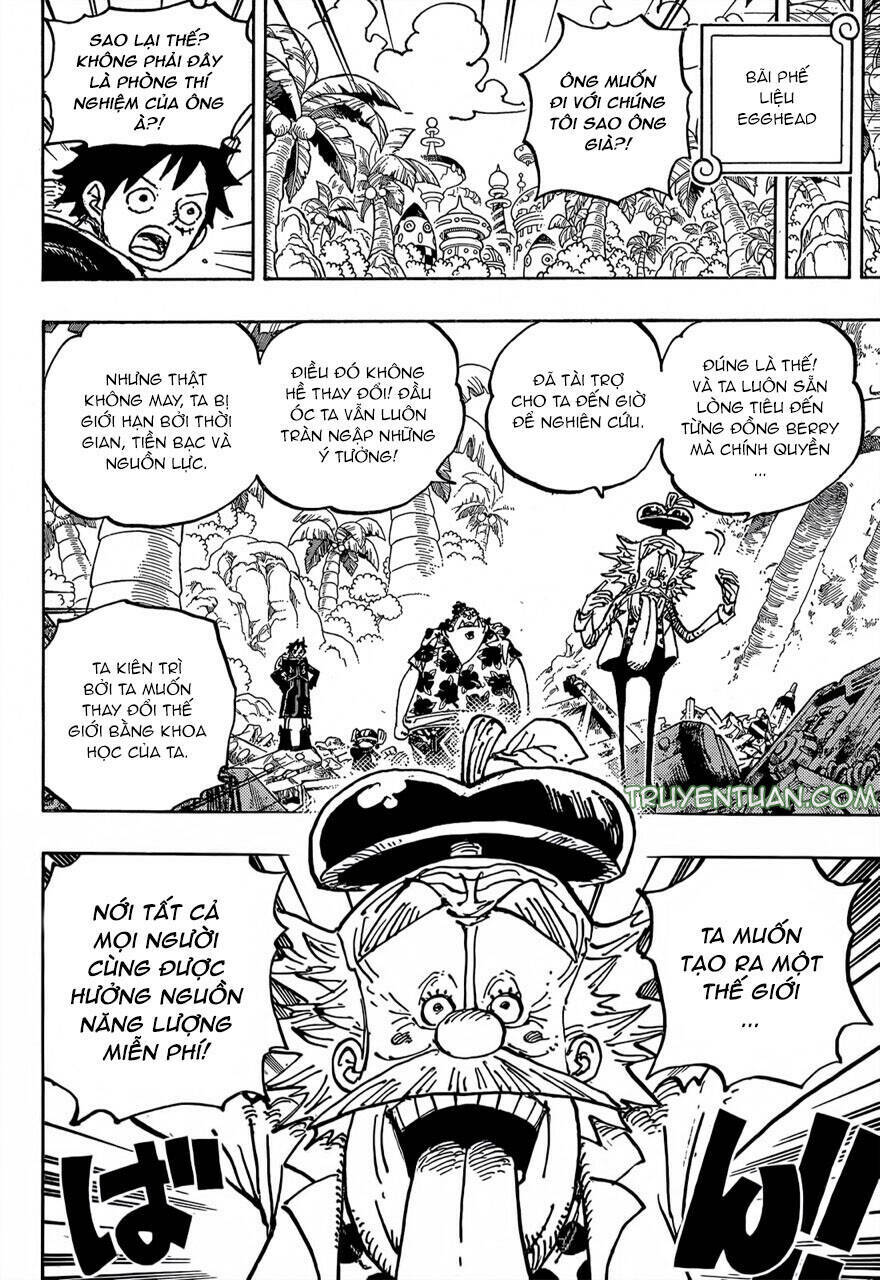 BÃI PHẾ
LIỆU
EGGHEAD
ÔNG MUỐN
ĐI VỚI CHÚNG
TÔI SAO ÔNG
GIÀ?!
SAO LẠI THẾ?
KHÔNG PHẢI ĐÂY
LÀ PHÒNG THÍ
NGHIỆM CỦA ÔNG
À?!
ĐÚNG LÀ THẾ!
VÀ TA LUÔN SẴN
LÒNG TIÊU ĐẾN
TỪNG ĐỒNG BERRY
MÀ CHÍNH QUYỀN
...
ĐÃ TÀI TRỢ
CHO TA ĐẾN GIỜ
ĐỂ NGHIÊN CỨU.
ĐIỀU ĐÓ KHÔNG
HỀ THAY ĐỔI! ĐẦU
ÓC TA VẪN LUÔN
TRÀN NGẬP NHỮNG
Ý TƯỞNG!
NHƯNG THẬT
KHÔNG MAY, TA BỊ
GIỚI HẠN BỞI THỜI
GIAN, TIỀN BẠC VÀ
NGUỒN LỰC.
TA KIÊN TRÌ
BỞI TA MUỐN
THAY ĐỔI THẾ
GIỚI BẰNG KHOA
HỌC CỦA TA.
TRUYENTUAN.COM
TA MUỐN
TẠO RA MỘT
THẾ GIỚI
...
NƠI TẤT CẢ
MỌI NGƯỜI
CÙNG ĐƯỢC
HƯỞNG NGUỒN
NĂNG LƯỢNG
MIỄN PHÍ!
ばん!!